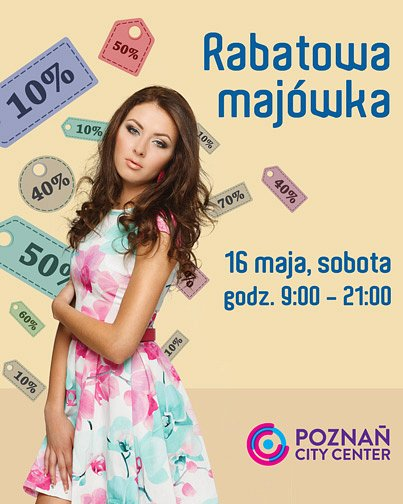 50%
10%
10%
10%
40%
70%
40%
50%
60%
10%
10%
Rabatowa
majówka
16 maja, sobota
godz. 9:00 – 21:00
POZNAŃ
CITY CENTER